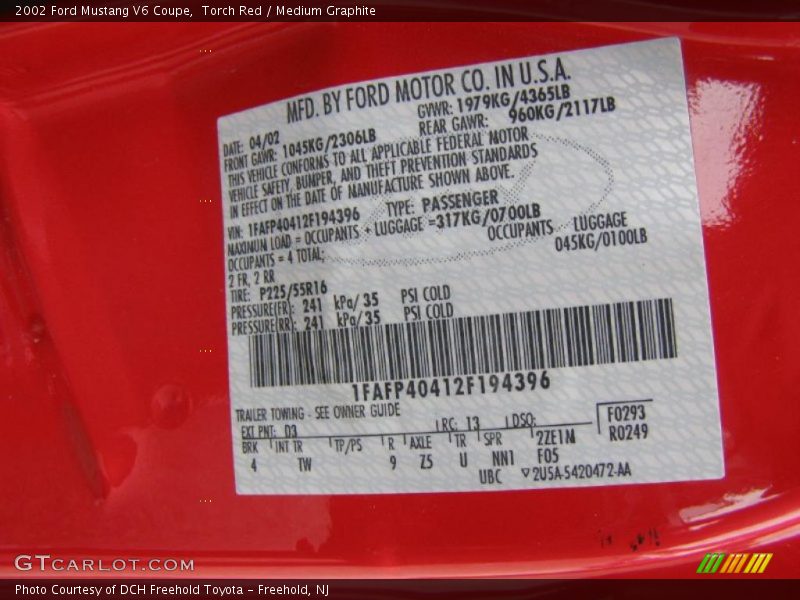 2002 Ford Mustang V6 Coupe, Torch Red / Medium Graphite
MFD. BY FORD MOTOR CO. IN U.S.A.
DATE: 04/02 GVWR: 1979KG/4365LB
FRONT GAWR: 1045KG/2306LB REAR GAWR: 960KG/2117LB
THIS VEHICLE CONFORMS TO ALL APPLICABLE FEDERAL MOTOR
VEHICLE SAFETY, BUMPER, AND THEFT PREVENTION STANDARDS
IN EFFECT ON THE DATE OF MANUFACTURE SHOWN ABOVE.
VIN: 1FAFP40412F194396 TYPE: PASSENGER
MAXIMUN LOAD = OCCUPANTS + LUGGAGE =317KG/0700LB
OCCUPANTS = 4 TOTAL; OCCUPANTS LUGGAGE
2 FR, 2 RR 045KG/0100LB
TIRE: P225/55R16
PRESSURE(FR): 241 kPa/ 35 PSI COLD
PRESSURE(RR): 241 kPa/ 35 PSI COLD
1FAFP40412F194396
TRAILER TOWING - SEE OWNER GUIDE
EXT PNT: D3 RC: 13 DSO: F0293
BRK INT TR TP/PS R AXLE TR SPR 2ZE1M R0249
4 TW 9 Z5 U NN1 F05
UBC ▽2U5A-5420472-AA
GTCARLOT.COM
Photo Courtesy of DCH Freehold Toyota - Freehold, NJ